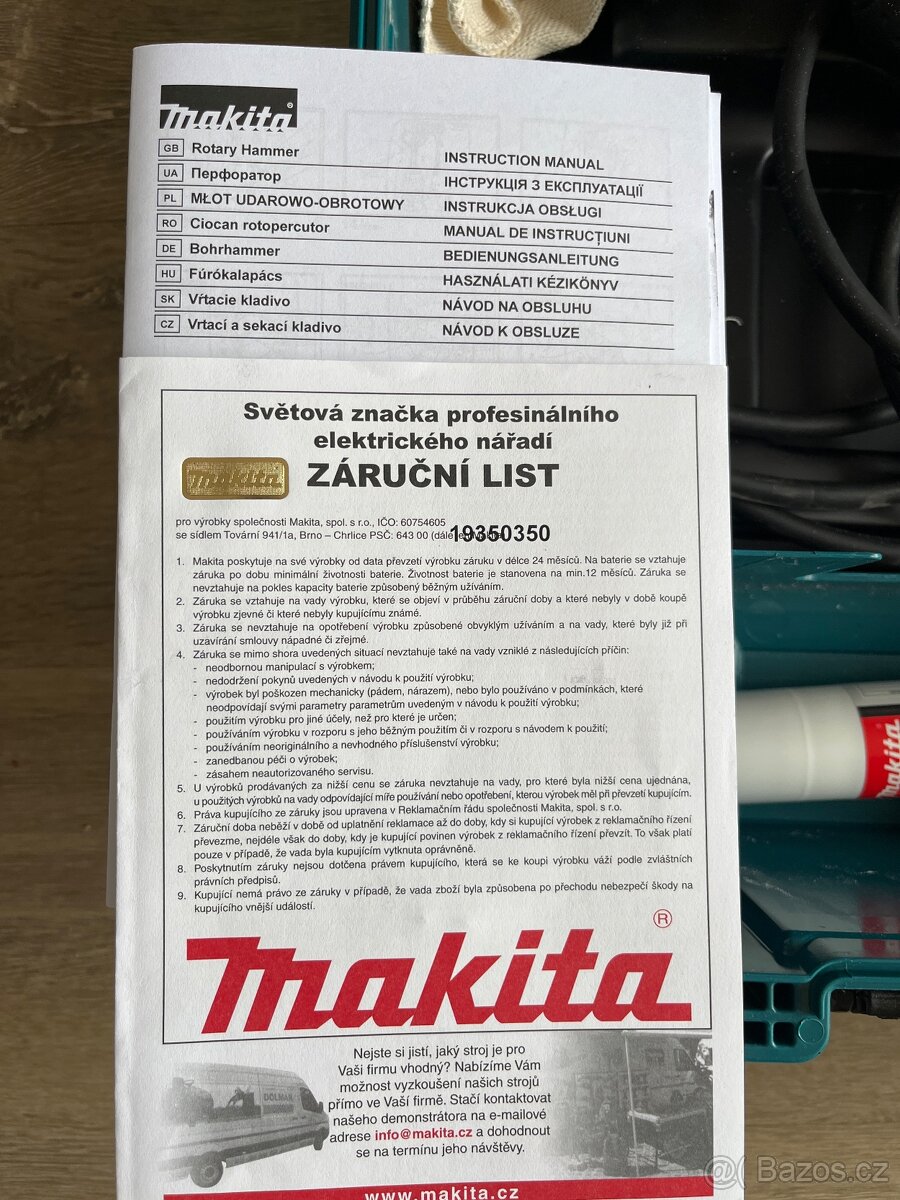 makita®
GB Rotary Hammer INSTRUCTION MANUAL
UA Перфоратор ІНСТРУКЦІЯ З ЕКСПЛУАТАЦІЇ
PL MŁOT UDAROWO-OBROTOWY INSTRUKCJA OBSŁUGI
RO Ciocan rotopercutor MANUAL DE INSTRUCȚIUNI
DE Bohrhammer BEDIENUNGSANLEITUNG
HU Fúrókalapács HASZNÁLATI KÉZIKÖNYV
SK Vŕtacie kladivo NÁVOD NA OBSLUHU
CZ Vrtací a sekací kladivo NÁVOD K OBSLUZE
Světová značka profesinálního
elektrického nářadí
makita ZÁRUČNÍ LIST
pro výrobky společnosti Makita, spol. s r.o., IČO: 60754605
se sídlem Tovární 941/1a, Brno – Chrlice PSČ: 643 00 (dále
19350350
1. Makita poskytuje na své výrobky od data převzetí výrobku záruku v délce 24 měsíců. Na baterie se vztahuje
záruka po dobu minimální životnosti baterie. Životnost baterie je stanovena na min.12 měsíců. Záruka se
nevztahuje na pokles kapacity baterie způsobený běžným užíváním.
2. Záruka se vztahuje na vady výrobku, které se objeví v průběhu záruční doby a které nebyly v době koupě
výrobku zjevné či které nebyly kupujícímu známé.
3. Záruka se nevztahuje na opotřebení výrobku způsobené obvyklým užíváním a na vady, které byly již při
uzavírání smlouvy nápadné či zřejmé.
4. Záruka se mimo shora uvedených situací nevztahuje také na vady vzniklé z následujících příčin:
- neodbornou manipulací s výrobkem;
- nedodržení pokynů uvedených v návodu k použití výrobku;
- výrobek byl poškozen mechanicky (pádem, nárazem), nebo bylo používáno v podmínkách, které
neodpovídají svými parametry parametrům uvedeným v návodu k použití výrobku;
- použitím výrobku pro jiné účely, než pro které je určen;
- používáním výrobku v rozporu s jeho běžným použitím či v rozporu s návodem k použití;
- používáním neoriginálního a nevhodného příslušenství výrobku;
- zanedbanou péči o výrobek;
- zásahem neautorizovaného servisu.
5. U výrobků prodávaných za nižší cenu se záruka nevztahuje na vady, pro které byla nižší cena ujednána,
u použitých výrobků na vady odpovídající míře používání nebo opotřebení, kterou výrobek měl při převzetí kupujícím.
6. Práva kupujícího ze záruky jsou upravena v Reklamačním řádu společnosti Makita, spol. s r.o.
7. Záruční doba neběží v době od uplatnění reklamace až do doby, kdy si kupující výrobek z reklamačního řízení
převezme, nejdéle však do doby, kdy je kupující povinen výrobek z reklamačního řízení převzít. To však platí
pouze v případě, že vada byla kupujícím vytknuta oprávněně.
8. Poskytnutím záruky nejsou dotčena právem kupujícího, která se ke koupi výrobku váží podle zvláštních
právních předpisů.
9. Kupující nemá právo ze záruky v případě, že vada zboží byla způsobena po přechodu nebezpečí škody na
kupujícího vnější událostí.
makita®
Nejste si jistí, jaký stroj je pro
Vaši firmu vhodný? Nabízíme Vám
možnost vyzkoušení našich strojů
přímo ve Vaší firmě. Stačí kontaktovat
našeho demonstrátora na e-mailové
adrese info@makita.cz a dohodnout
se na termínu jeho návštěvy.
DOLMAR
www.makita.cz
makita
Bazos.cz